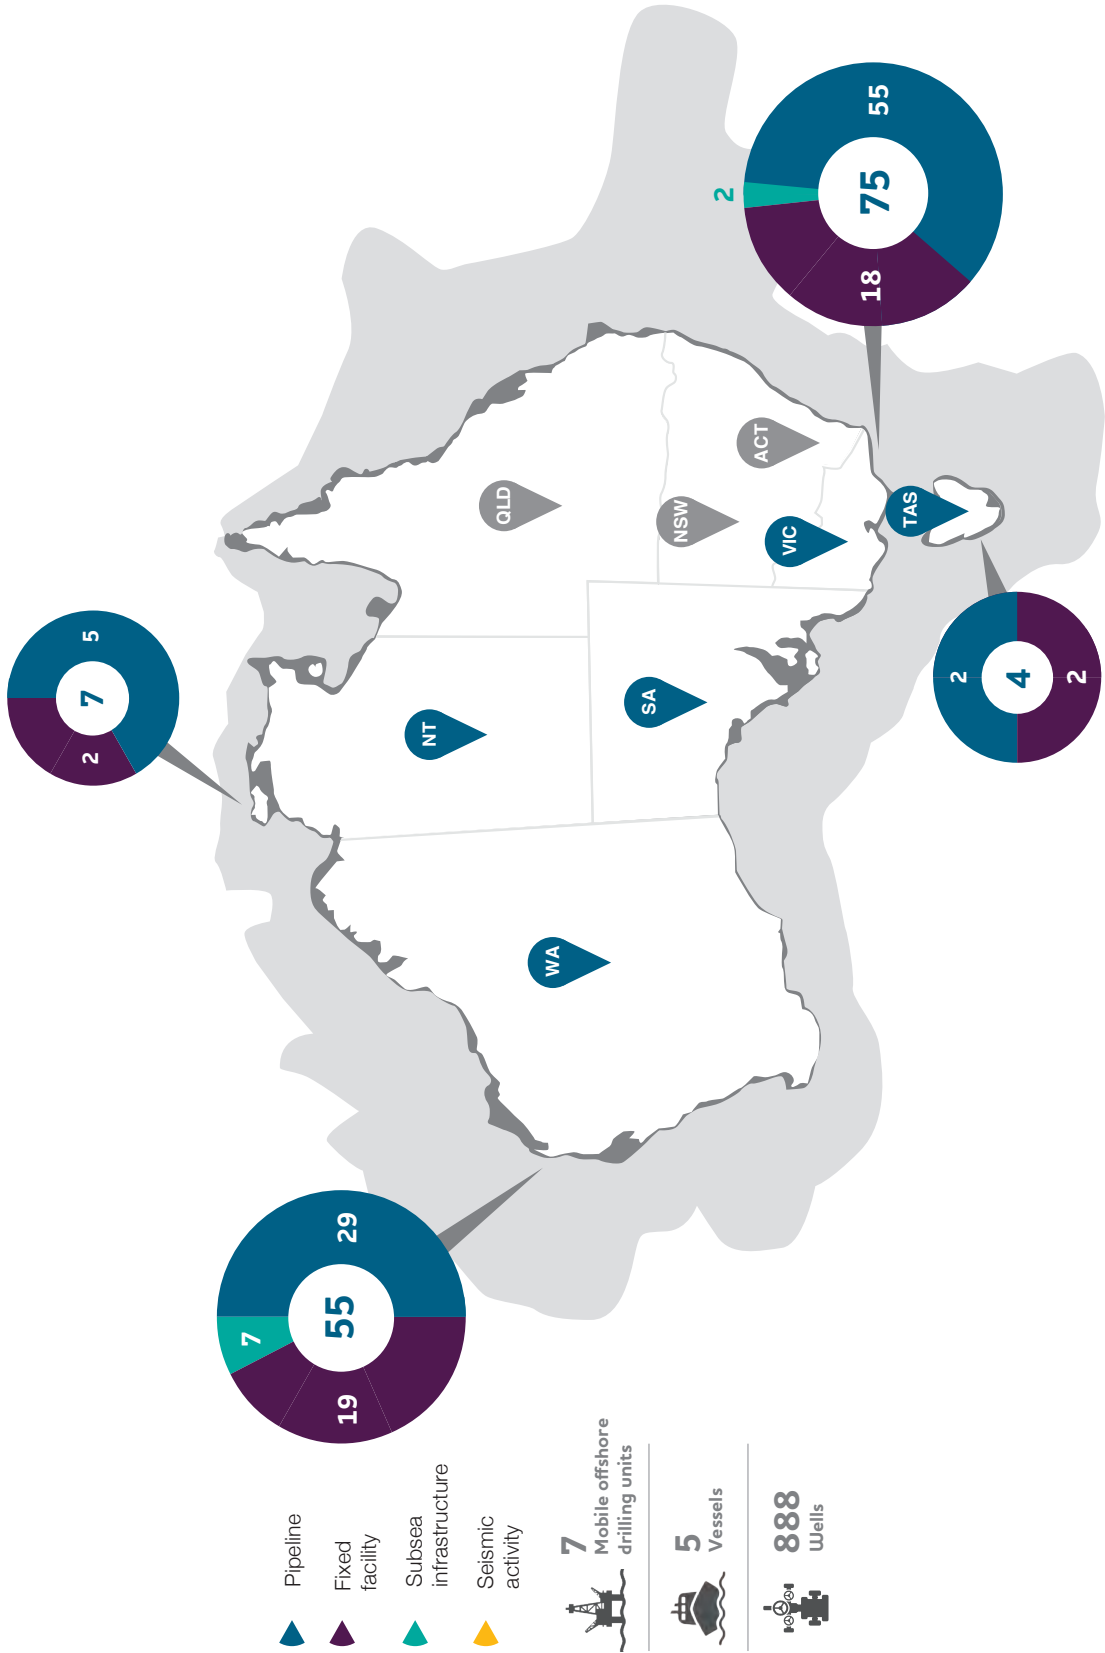 Pipeline
Fixed
facility
Subsea
infrastructure
Seismic
activity
7
Mobile offshore
drilling units
5
Vessels
888
Wells
7
19
55
29
2
7
5
WA
NT
SA
QLD
NSW
ACT
VIC
TAS
2
18
75
55
2
4
2